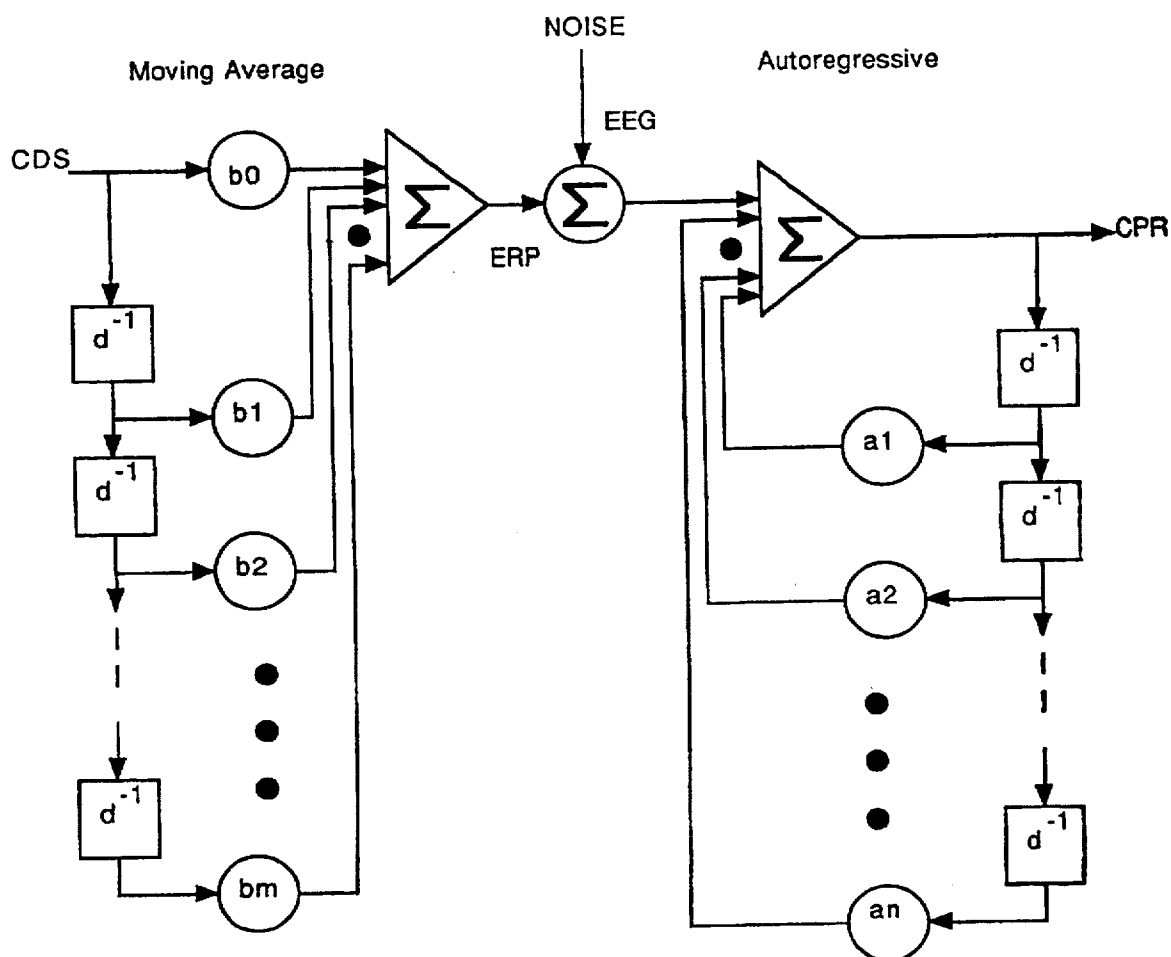 NOISE
Moving Average
Autoregressive
EEG
CDS
b0
Σ
Σ
Σ
ERP
CPR
d⁻¹
d⁻¹
b1
a1
d⁻¹
d⁻¹
b2
a2
d⁻¹
d⁻¹
bm
an